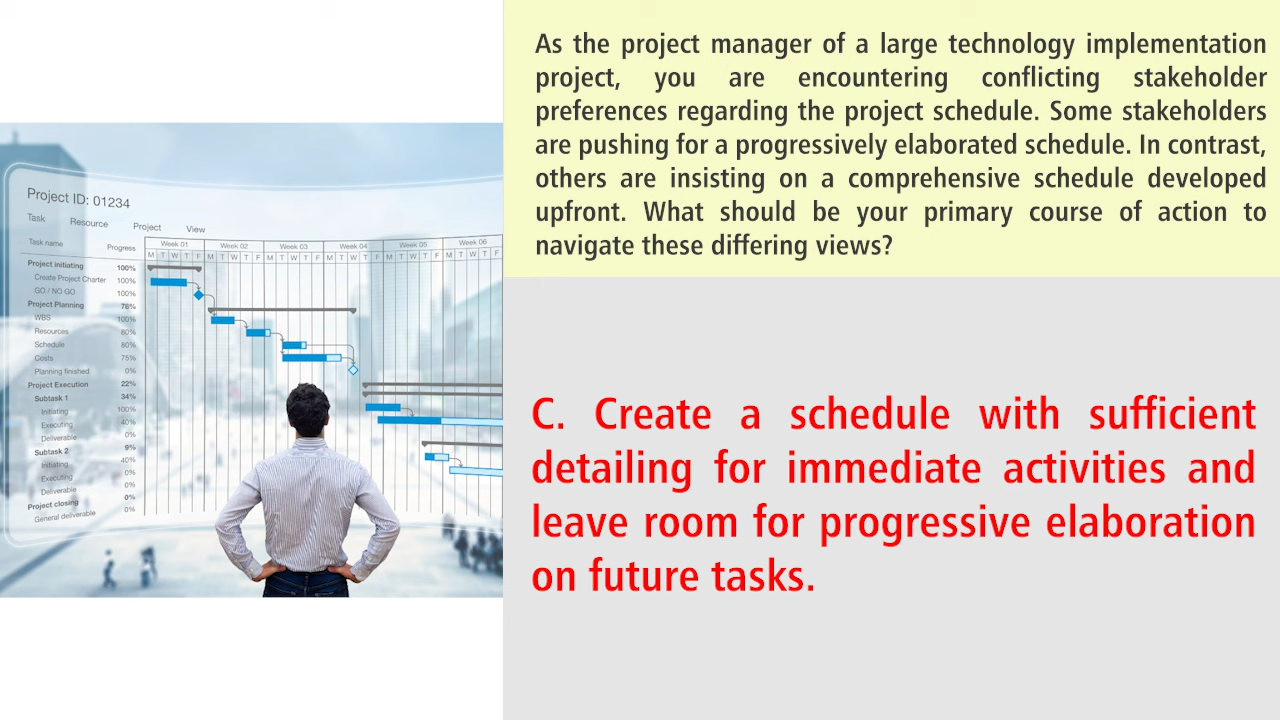 As the project manager of a large technology implementation
project, you are encountering conflicting stakeholder
preferences regarding the project schedule. Some stakeholders
are pushing for a progressively elaborated schedule. In contrast,
others are insisting on a comprehensive schedule developed
upfront. What should be your primary course of action to
navigate these differing views?
C. Create a schedule with sufficient
detailing for immediate activities and
leave room for progressive elaboration
on future tasks.
Project ID: 01234
Task Resource Project View
Task name Progress Week 01 Week 02 Week 03 Week 04 Week 05 Week 06
M T W T F M T W T F M T W T F M T W T F M T W T F M T W T F
Project initiating 100%
Create Project Charter 100%
GO / NO GO 100%
Project Planning 76%
WBS 100%
Resources 80%
Schedule 80%
Costs 75%
Planning finished 0%
Project Execution 22%
Subtask 1 34%
Initiating 100%
Executing 40%
Deliverable 0%
Subtask 2 9%
Initiating 40%
Executing 0%
Deliverable 0%
Project closing 0%
General deliverable 0%